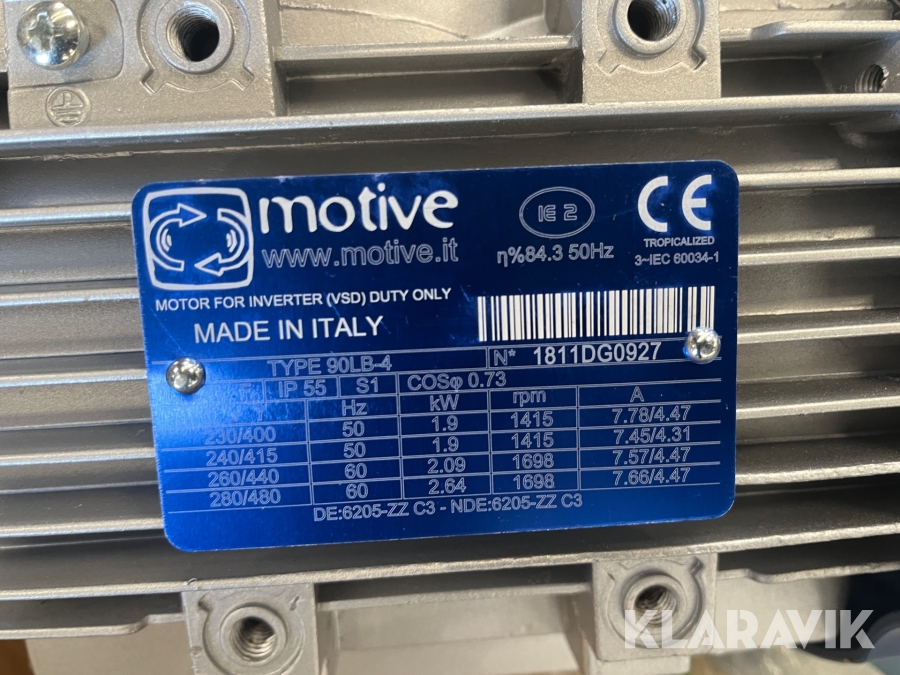 motive
www.motive.it
IE 2
CE
η%84.3 50Hz
TROPICALIZED
3~IEC 60034-1
MOTOR FOR INVERTER (VSD) DUTY ONLY
MADE IN ITALY
TYPE 90LB-4 N° 1811DG0927
IP 55 S1 COSφ 0.73
Hz kW rpm A
230/400 50 1.9 1415 7.78/4.47
240/415 50 1.9 1415 7.45/4.31
260/440 60 2.09 1698 7.57/4.47
280/480 60 2.64 1698 7.66/4.47
DE:6205-ZZ C3 - NDE:6205-ZZ C3
KLARAVIK